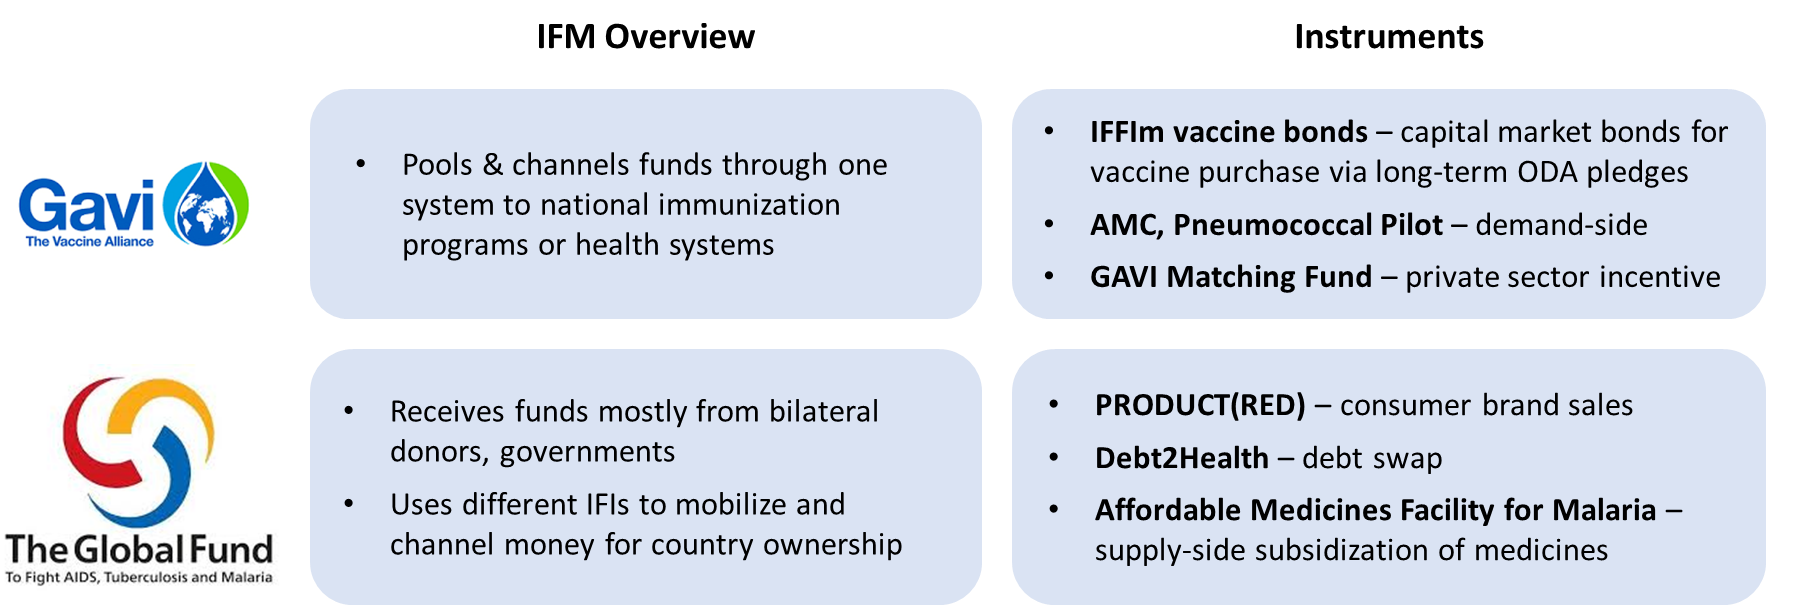 IFM Overview
Instruments
Gavi
The Vaccine Alliance
• Pools & channels funds through one
system to national immunization
programs or health systems
• IFFIm vaccine bonds – capital market bonds for
vaccine purchase via long-term ODA pledges
• AMC, Pneumococcal Pilot – demand-side
• GAVI Matching Fund – private sector incentive
The Global Fund
To Fight AIDS, Tuberculosis and Malaria
• Receives funds mostly from bilateral
donors, governments
• Uses different IFIs to mobilize and
channel money for country ownership
• PRODUCT(RED) – consumer brand sales
• Debt2Health – debt swap
• Affordable Medicines Facility for Malaria –
supply-side subsidization of medicines